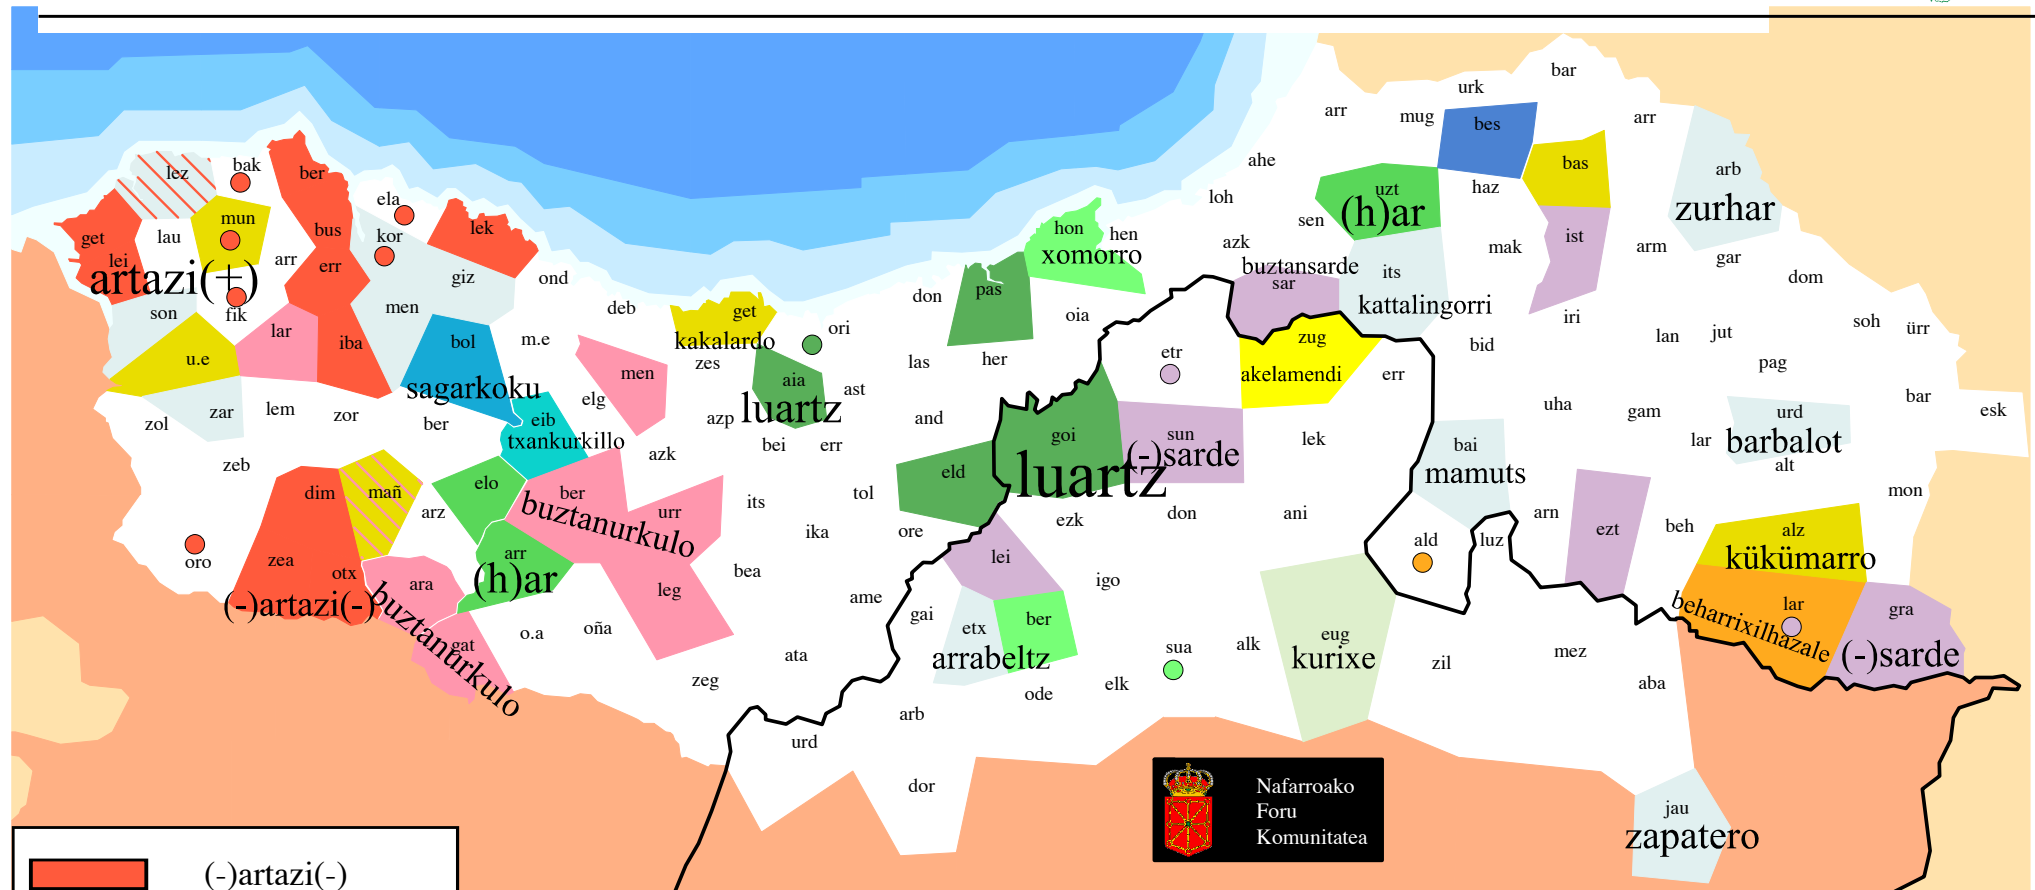 bar
urk
arr
mug
bes
arr
bas
arb
zurhar
ahe
uzt
(h)ar
haz
loh
sen
lez
bak
ber
ela
mun
bus
kor
lek
get
lau
lei
arr
err
artazi(+)
giz
ond
son
fik
men
deb
lar
iba
bol
m.e
u.e
sagarkoku
get
kakalardo
ori
zes
men
aia
ast
luartz
elg
azp
bei
err
zar
lem
zor
zol
ber
eib
txankurkillo
azk
zeb
hon
hen
xomorro
don
pas
oia
las
her
and
azk
buztansarde
sar
its
kattalingorri
mak
ist
arm
gar
dom
iri
etr
zug
akelamendi
bid
err
lan
jut
soh
ürr
pag
bar
esk
uha
gam
urd
barbalot
lar
alt
goi
luartz
sun
(-)sarde
lek
bai
mamuts
eld
dim
mañ
elo
arz
ber
buztanurkulo
urr
its
tol
ika
ore
ezk
don
ani
arn
ezt
beh
mon
alz
kükümarro
ald
luz
oro
zea
otx
(-)artazi(-)
ara
buztanurkulo
gat
arr
(h)ar
o.a
oña
leg
bea
ame
gai
lei
igo
etx
ber
arrabeltz
ata
zeg
sua
alk
eug
kurixe
zil
mez
aba
lar
beharrixilhazale
gra
(-)sarde
ode
elk
arb
urd
dor
Nafarroako
Foru
Komunitatea
jau
zapatero
(-)artazi(-)